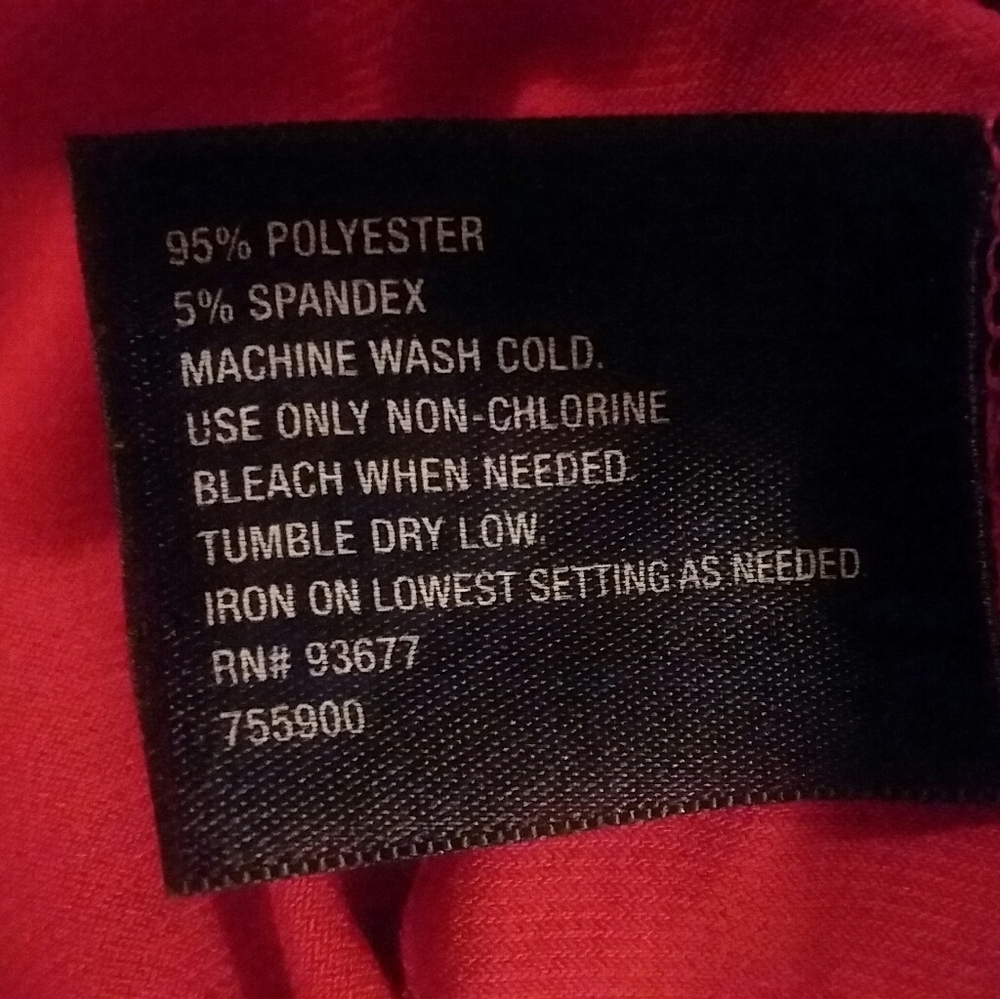 95% POLYESTER
5% SPANDEX
MACHINE WASH COLD.
USE ONLY NON-CHLORINE
BLEACH WHEN NEEDED.
TUMBLE DRY LOW.
IRON ON LOWEST SETTING AS NEEDED.
RN# 93677
755900